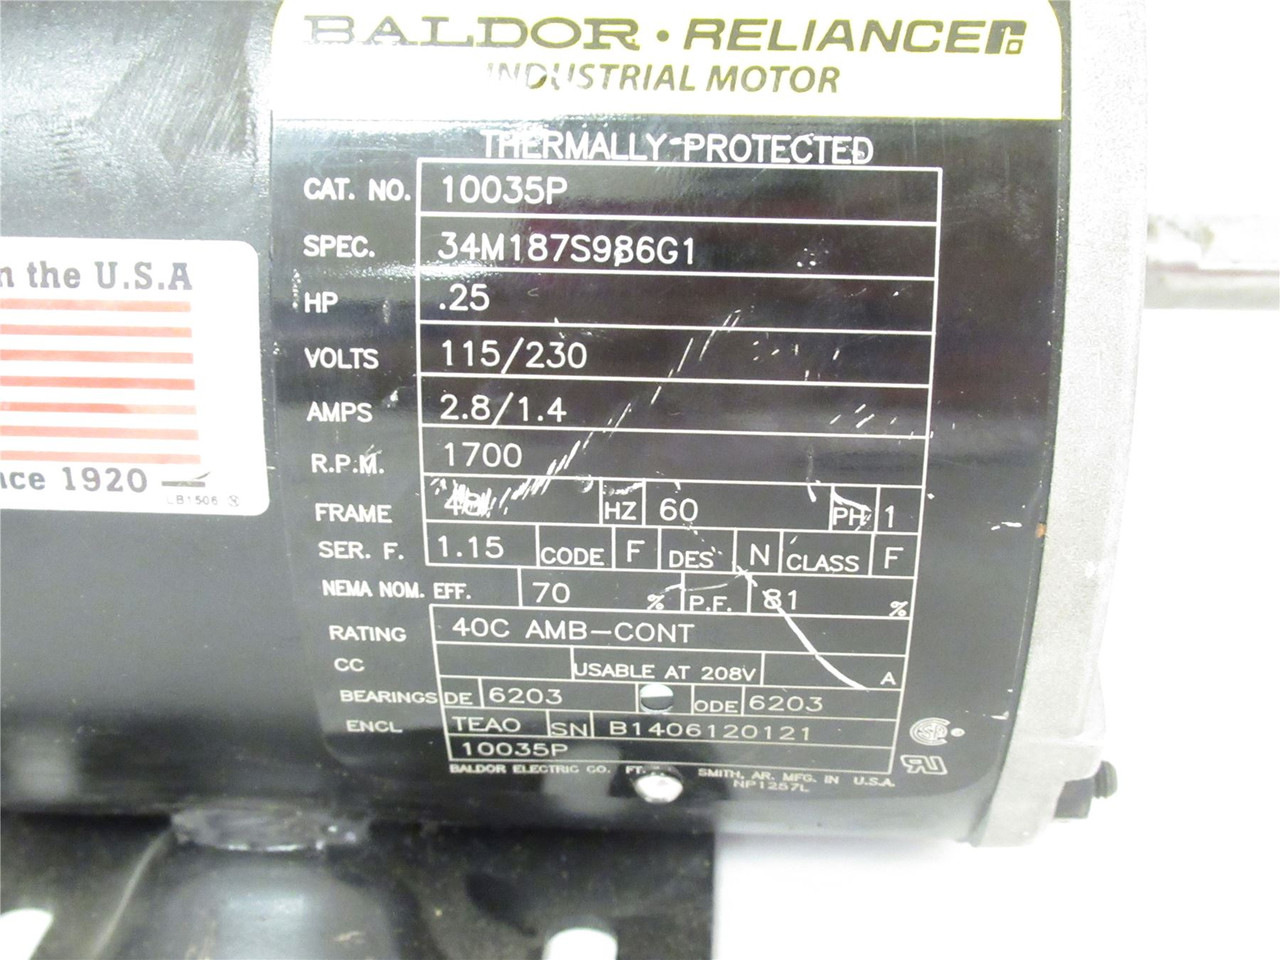 BALDOR · RELIANCE
INDUSTRIAL MOTOR
THERMALLY PROTECTED
CAT. NO. 10035P
SPEC. 34M187S986G1
HP .25
VOLTS 115/230
AMPS 2.8/1.4
R.P.M. 1700
FRAME 48 HZ 60 PH 1
SER. F. 1.15 CODE F DES N CLASS F
NEMA NOM. EFF. 70 % P.F. 81 %
RATING 40C AMB-CONT
CC USABLE AT 208V A
BEARINGS DE 6203 ODE 6203
ENCL TEAO SN B1406120121
10035P
BALDOR ELECTRIC CO. FT. SMITH, AR. MFG. IN U.S.A.
NP1257L
n the U.S.A
nce 1920
LB1506